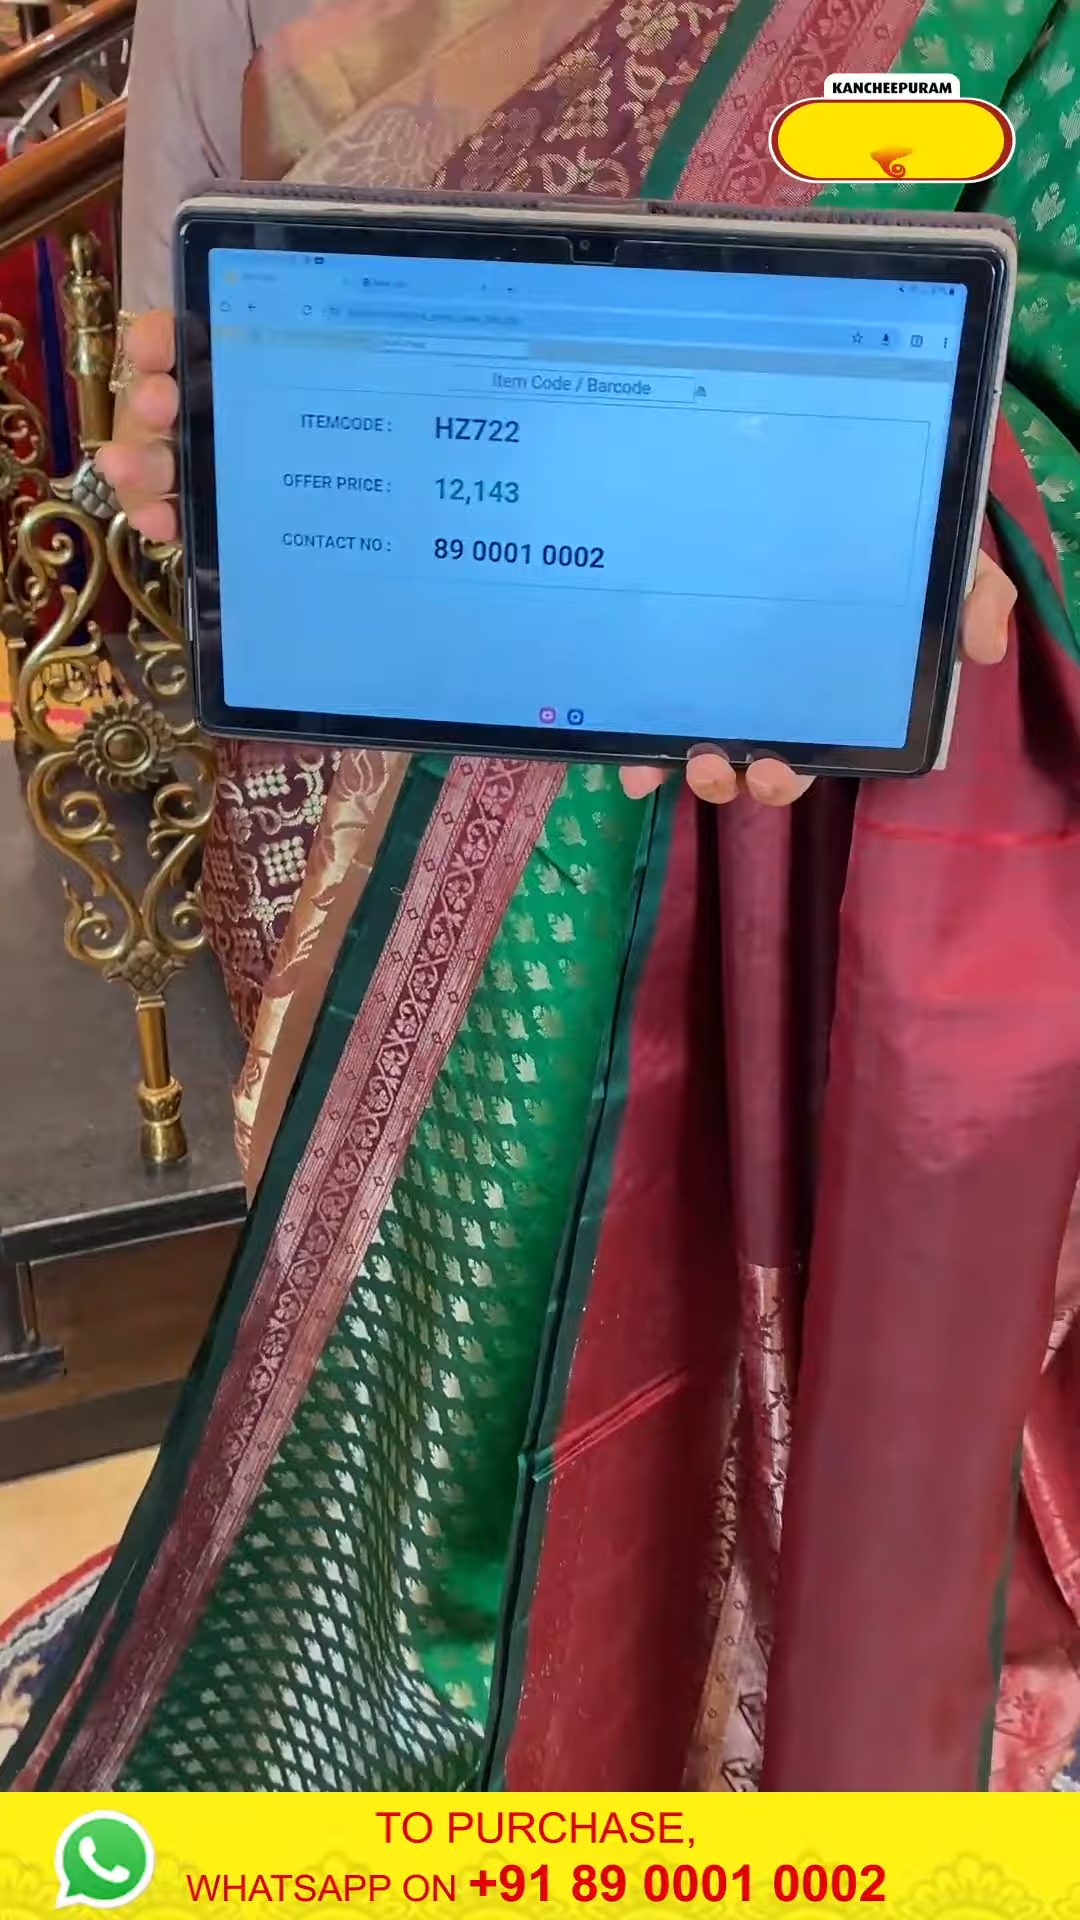 KANCHEEPURAM
Item Code / Barcode
ITEMCODE : HZ722
OFFER PRICE : 12,143
CONTACT NO : 89 0001 0002
TO PURCHASE,
WHATSAPP ON +91 89 0001 0002